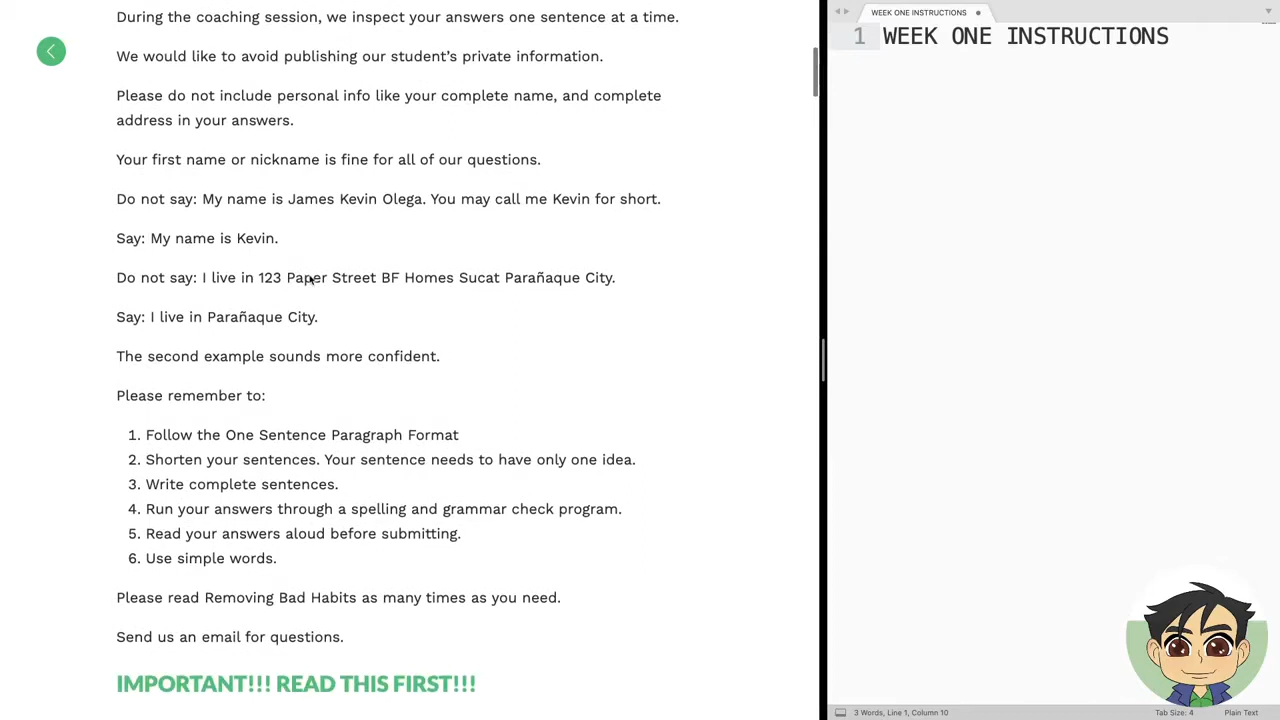 During the coaching session, we inspect your answers one sentence at a time.
We would like to avoid publishing our student’s private information.
Please do not include personal info like your complete name, and complete
address in your answers.
Your first name or nickname is fine for all of our questions.
Do not say: My name is James Kevin Olega. You may call me Kevin for short.
Say: My name is Kevin.
Do not say: I live in 123 Paper Street BF Homes Sucat Parañaque City.
Say: I live in Parañaque City.
The second example sounds more confident.
Please remember to:
1. Follow the One Sentence Paragraph Format
2. Shorten your sentences. Your sentence needs to have only one idea.
3. Write complete sentences.
4. Run your answers through a spelling and grammar check program.
5. Read your answers aloud before submitting.
6. Use simple words.
Please read Removing Bad Habits as many times as you need.
Send us an email for questions.
IMPORTANT!!! READ THIS FIRST!!!
WEEK ONE INSTRUCTIONS
1 WEEK ONE INSTRUCTIONS
3 Words, Line 1, Column 10
Tab Size: 4
Plain Text